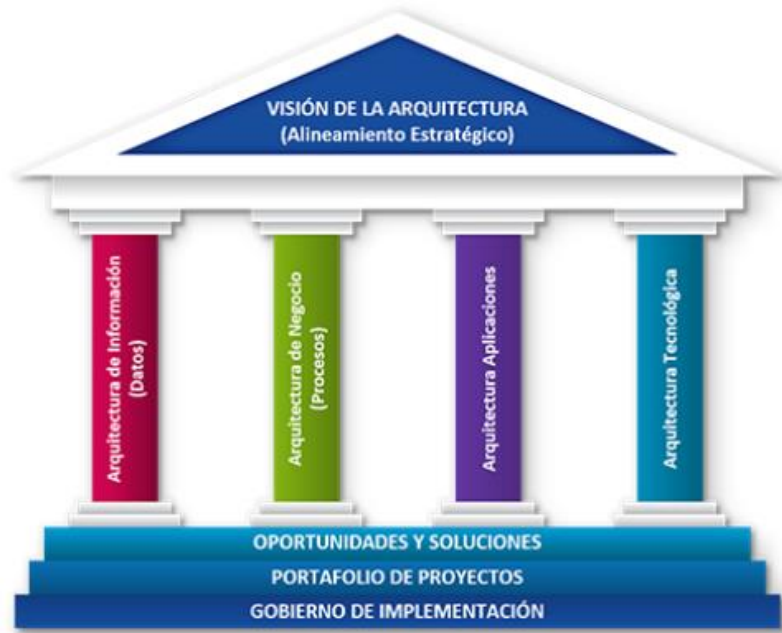 VISIÓN DE LA ARQUITECTURA
(Alineamiento Estratégico)
Arquitectura de Información
(Datos)
Arquitectura de Negocio
(Procesos)
Arquitectura Aplicaciones
Arquitectura Tecnológica
OPORTUNIDADES Y SOLUCIONES
PORTAFOLIO DE PROYECTOS
GOBIERNO DE IMPLEMENTACIÓN